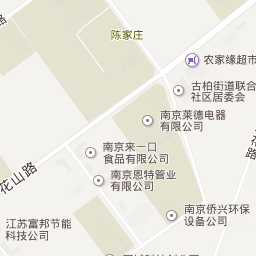 陈家庄
农家缘超市
古柏街道联合
社区居委会
南京莱德电器
有限公司
南京来一口
食品有限公司
南京恩特管业
有限公司
花山路
南京侨兴环保
设备公司
江苏富邦节能
科技公司